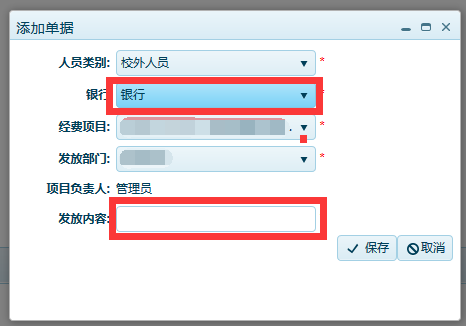 添加单据
人员类别: 校外人员 *
银行 银行
经费项目: *
发放部门: *
项目负责人: 管理员
发放内容:
保存 取消